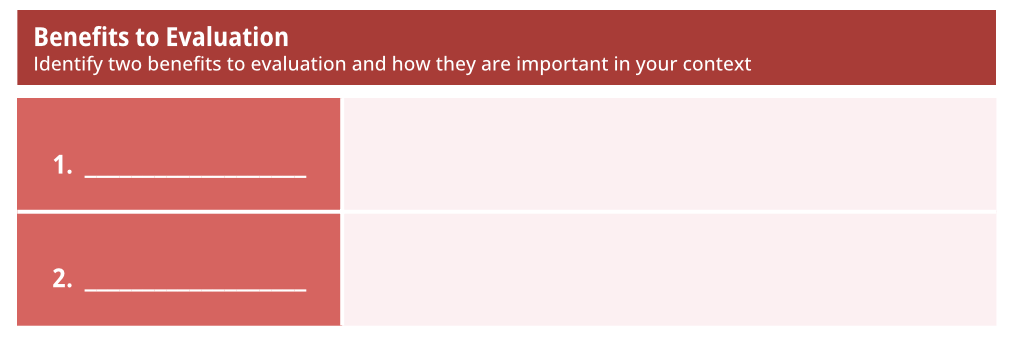 Benefits to Evaluation
Identify two benefits to evaluation and how they are important in your context
1. ____________________
2. ____________________